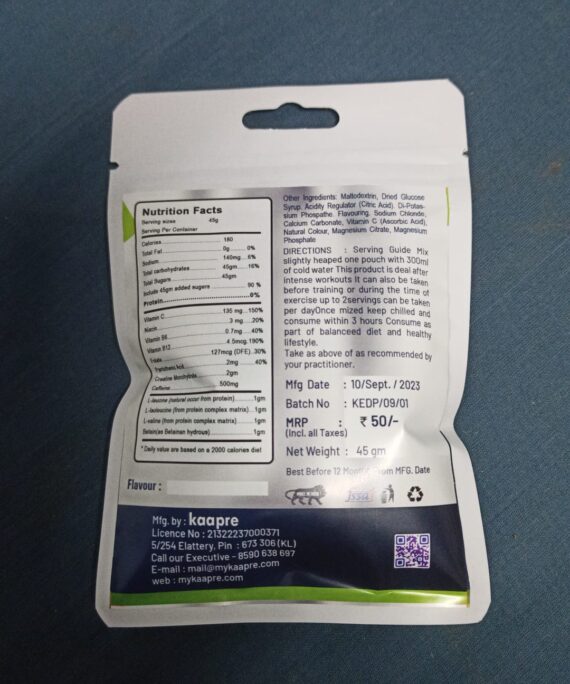 Nutrition Facts
Serving sizas 45g
Serving Per Container
Calories 180
Total Fat 0g 0%
Sodium 140mg 6%
Total carbohydrates 45gm 16%
Total Sugars 45gm
Include 45gm added sugars 90 %
Protein 0%
Vitamin C 135 mg 150%
Niacin 3 mg 20%
Vitamin B6 0.7mg 40%
Vitamin B12 4.5mcg 190%
127mcg (DFE) 30%
2mg 40%
Creatine Monohydrate 2gm
Caffeine 500mg
L-leucine (natural occur from protein) 1gm
L-Isoleucine (from protein complex matrix) 1gm
L-valine (from protein complex matrix) 1gm
Betain(as Betainan hydrous) 1gm
* Daily value are based on a 2000 calories diet
Other Ingredients: Maltodextrin, Dried Glucose
Syrup, Acidity Regulator (Citric Acid). Di-Potas-
sium Phospathe. Flavouring, Sodium Chloride,
Calcium Carbonate, Vitamin C (Ascorbic Acid),
Natural Colour, Magnesium Citrate, Magnesium
Phosphate
DIRECTIONS : Serving Guide Mix
slightly heaped one pouch with 300ml
of cold water This product is deal after
intense workouts It can also be taken
before training or during the time of
exercise up to 2servings can be taken
per dayOnce mized keep chilled and
consume within 3 hours Consume as
part of balanceed diet and healthy
lifestyle.
Take as above of as recommended by
your practitioner.
Mfg Date : 10/Sept. / 2023
Batch No : KEDP/09/01
MRP : ₹ 50/-
(Incl. all Taxes)
Net Weight : 45 gm
Best Before 12 Months from MFG. Date
Flavour :
fssai
Mfg. by : kaapre
Licence No : 21322237000371
5/254 Elattery, Pin : 673 306 (KL)
Call our Executive - 8590 638 697
E-mail : mail@mykaapre.com
web : mykaapre.com